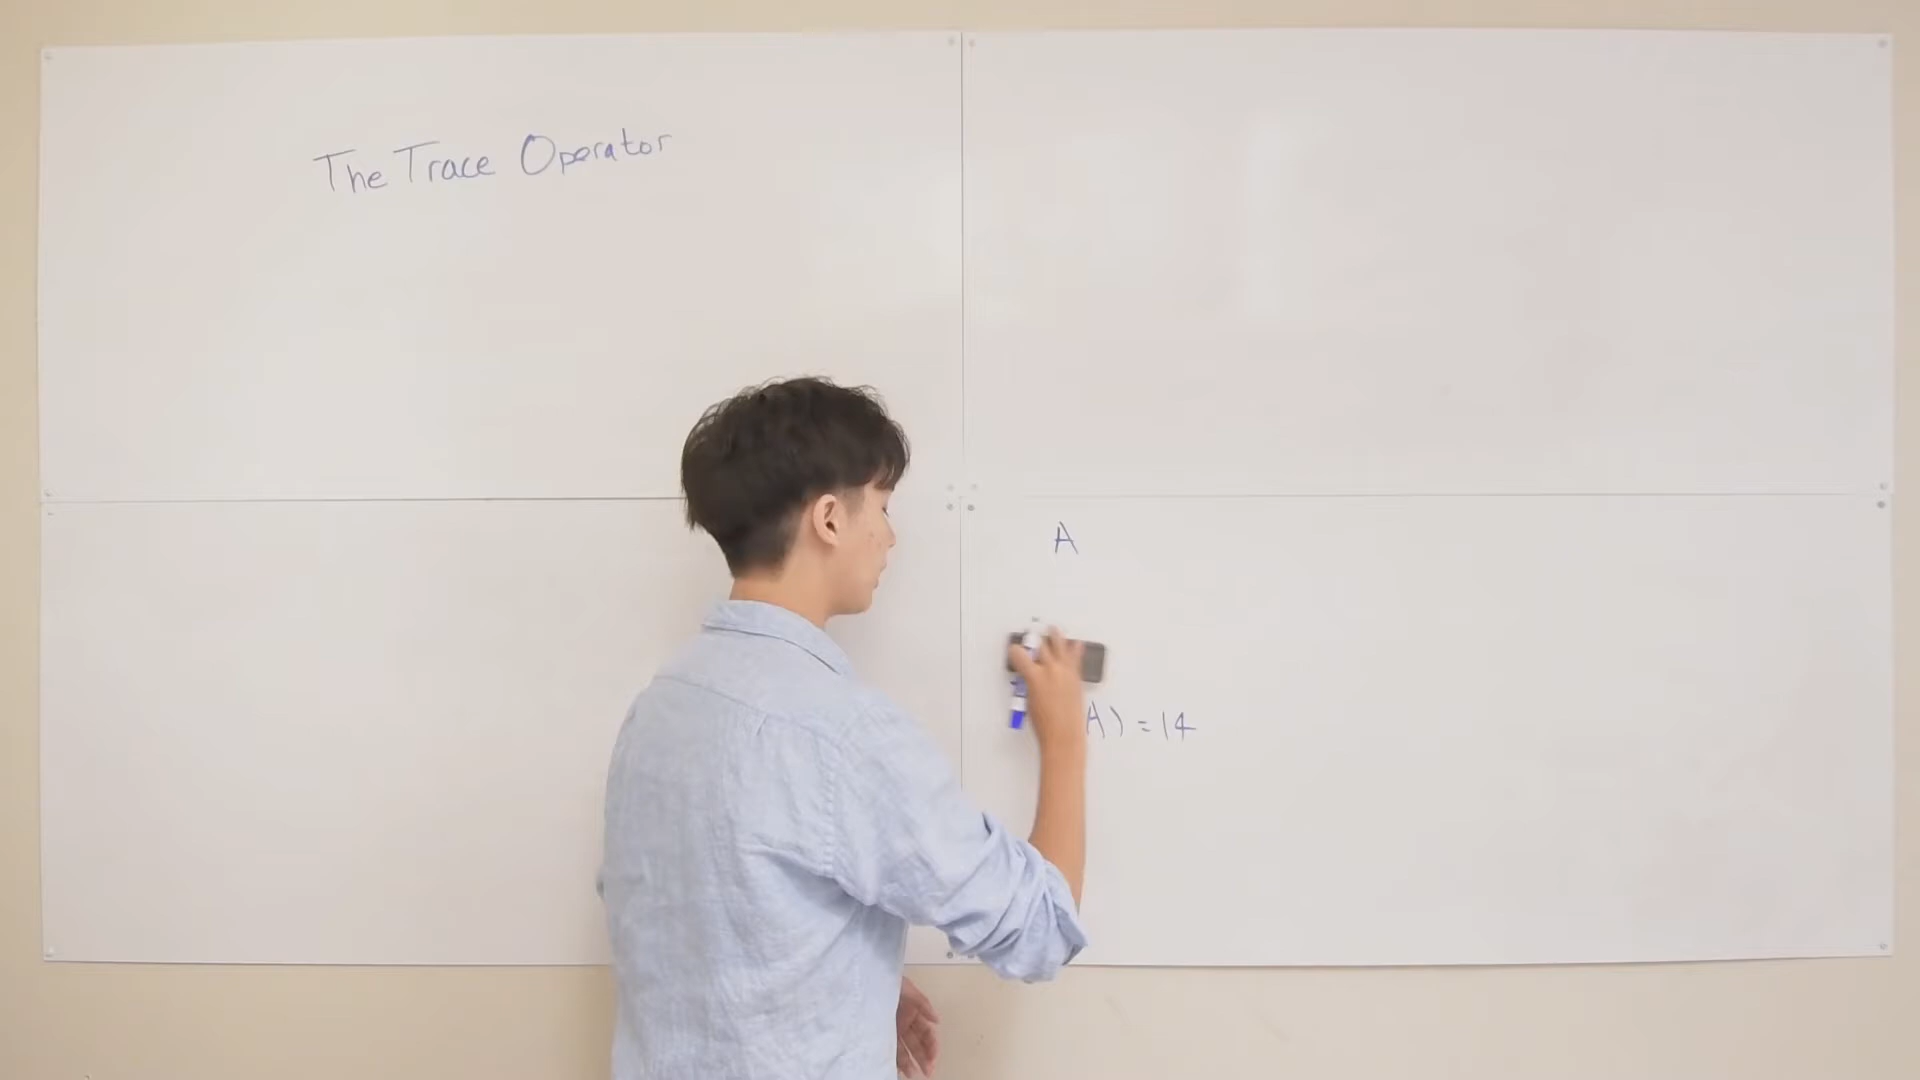 The Trace Operator
A
A) = 14